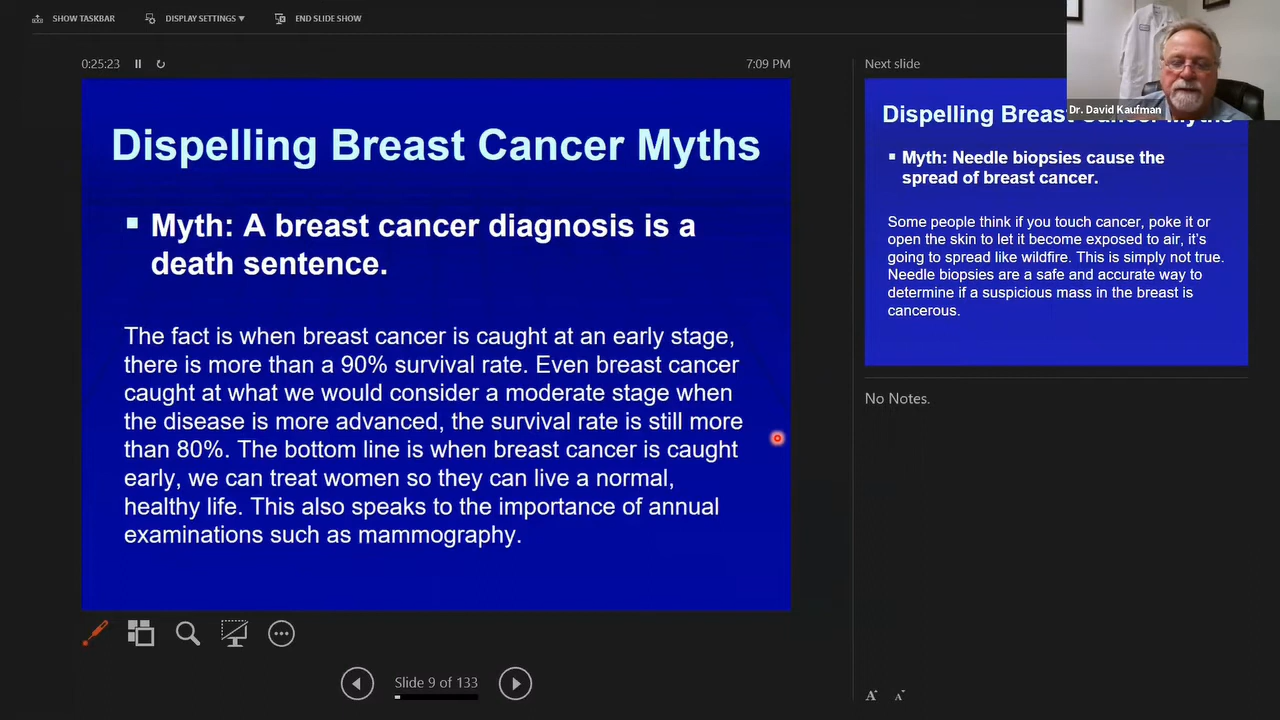 SHOW TASKBAR
DISPLAY SETTINGS
END SLIDE SHOW
0:25:23
7:09 PM
Dispelling Breast Cancer Myths
Myth: A breast cancer diagnosis is a
death sentence.
The fact is when breast cancer is caught at an early stage,
there is more than a 90% survival rate. Even breast cancer
caught at what we would consider a moderate stage when
the disease is more advanced, the survival rate is still more
than 80%. The bottom line is when breast cancer is caught
early, we can treat women so they can live a normal,
healthy life. This also speaks to the importance of annual
examinations such as mammography.
Slide 9 of 133
Next slide
Dr. David Kaufman
Dispelling Breast Cancer Myths
Myth: Needle biopsies cause the
spread of breast cancer.
Some people think if you touch cancer, poke it or
open the skin to let it become exposed to air, it's
going to spread like wildfire. This is simply not true.
Needle biopsies are a safe and accurate way to
determine if a suspicious mass in the breast is
cancerous.
No Notes.
A A